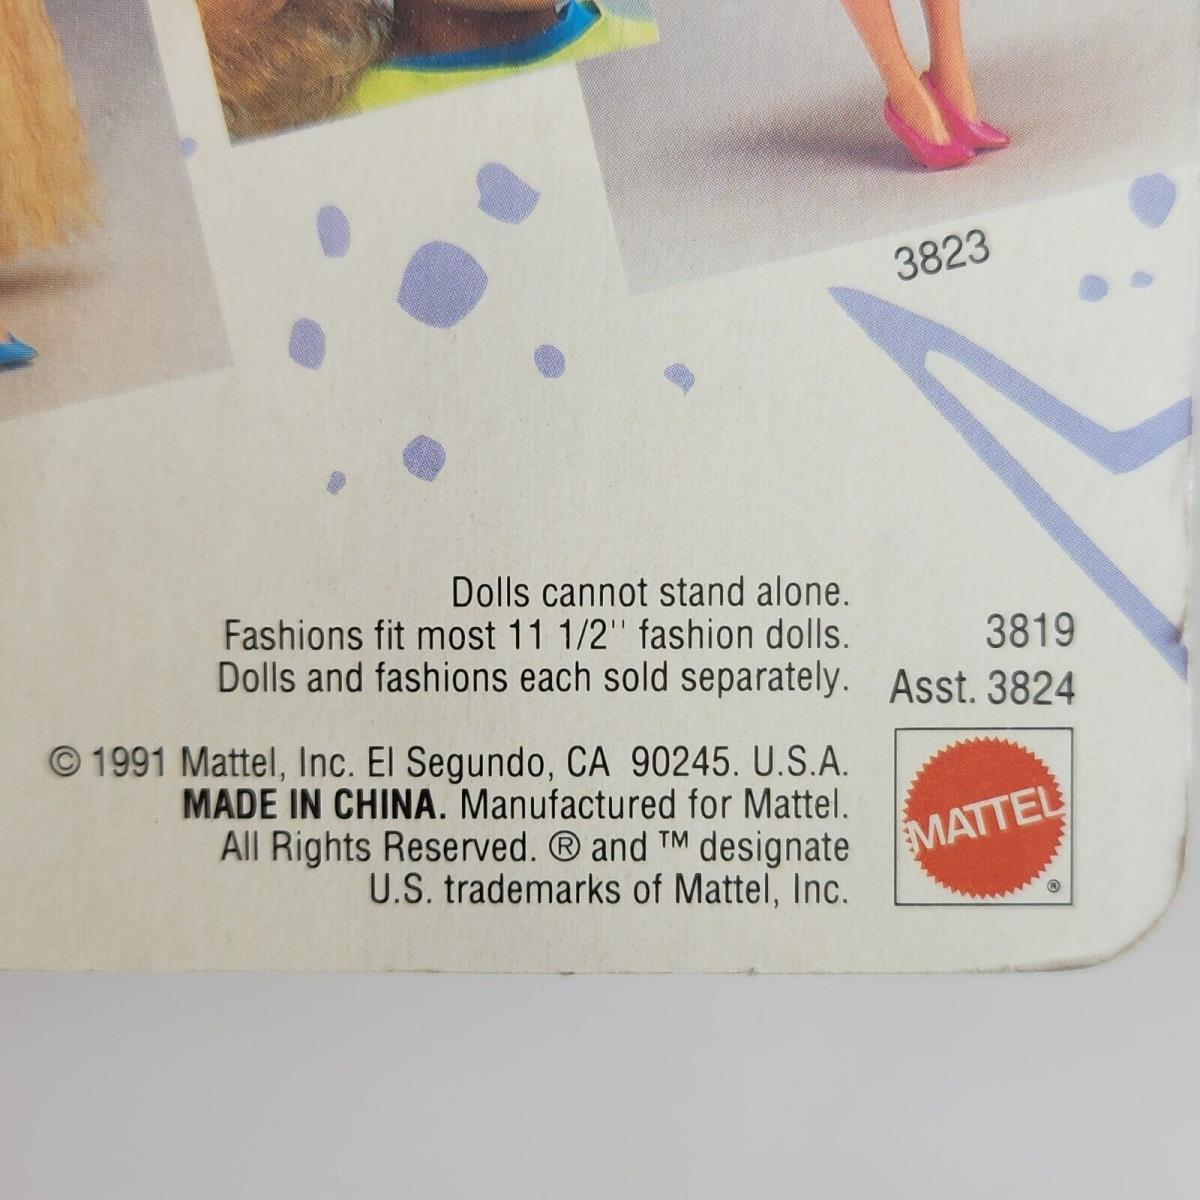 3823
Dolls cannot stand alone.
Fashions fit most 11 1/2'' fashion dolls.
Dolls and fashions each sold separately.
3819
Asst. 3824
© 1991 Mattel, Inc. El Segundo, CA 90245. U.S.A.
MADE IN CHINA. Manufactured for Mattel.
All Rights Reserved. ® and ™ designate
U.S. trademarks of Mattel, Inc.
MATTEL
®